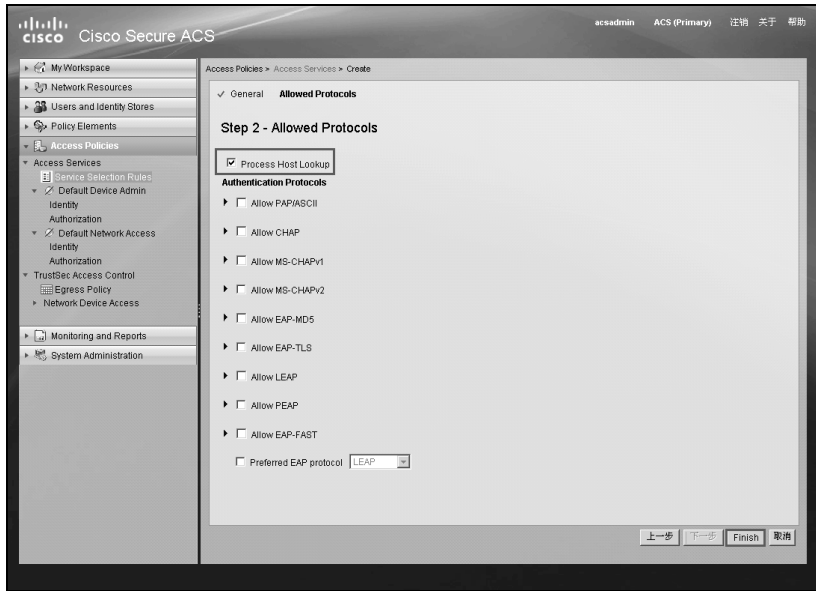 cisco Cisco Secure ACS
acsadmin ACS (Primary) 注销 关于 帮助
My Workspace
Network Resources
Users and Identity Stores
Policy Elements
Access Policies
Access Services
Service Selection Rules
Default Device Admin
Identity
Authorization
Default Network Access
Identity
Authorization
TrustSec Access Control
Egress Policy
Network Device Access
Monitoring and Reports
System Administration
Access Policies > Access Services > Create
General Allowed Protocols
Step 2 - Allowed Protocols
Process Host Lookup
Authentication Protocols
Allow PAP/ASCII
Allow CHAP
Allow MS-CHAPv1
Allow MS-CHAPv2
Allow EAP-MD5
Allow EAP-TLS
Allow LEAP
Allow PEAP
Allow EAP-FAST
Preferred EAP protocol LEAP
上一步 下一步 Finish 取消